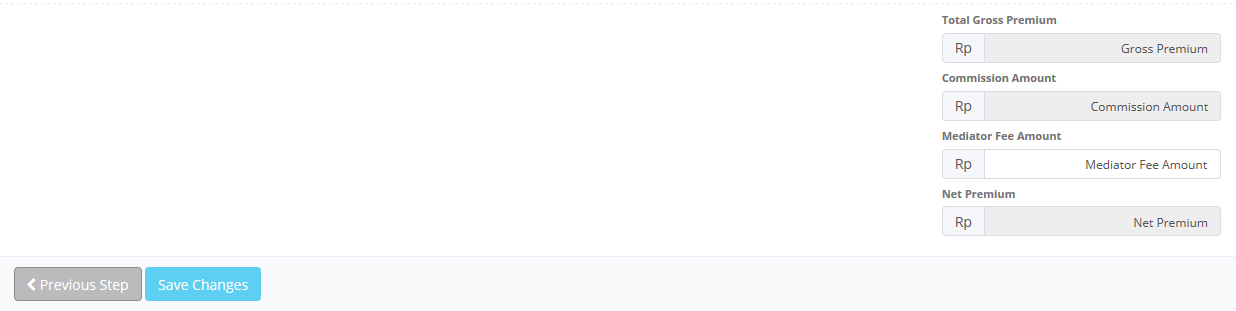 Total Gross Premium
Rp Gross Premium
Commission Amount
Rp Commission Amount
Mediator Fee Amount
Rp Mediator Fee Amount
Net Premium
Rp Net Premium
Previous Step Save Changes